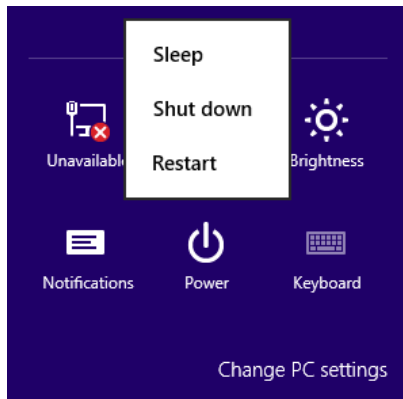 Sleep
Shut down
Restart
Unavailabl
Brightness
Notifications
Power
Keyboard
Change PC settings